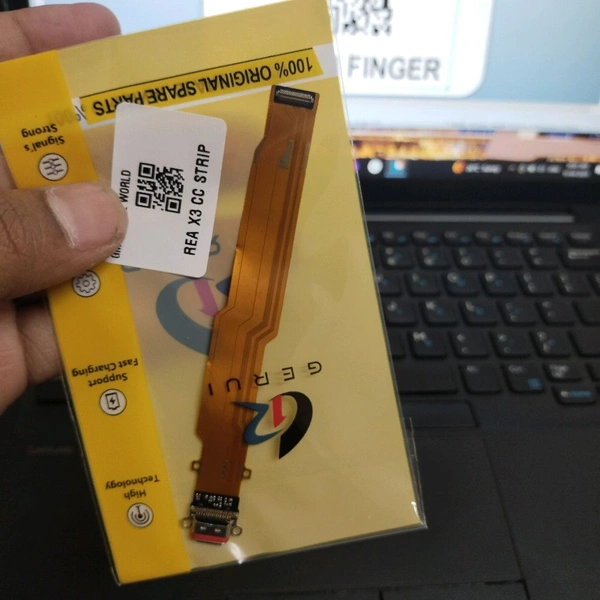 FINGER
100% ORIGINAL SPARE PARTS
Signal's
Strong
WORLD
REA X3 CC STRIP
Support
Fast Charging
GERUI
High
Technology